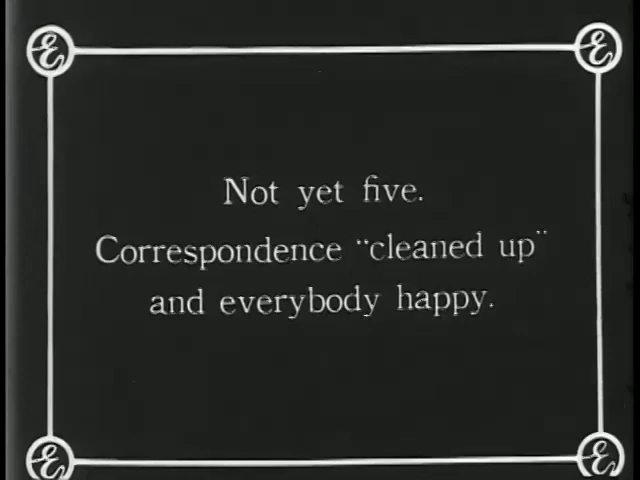 Not yet five.
Correspondence "cleaned up"
and everybody happy.